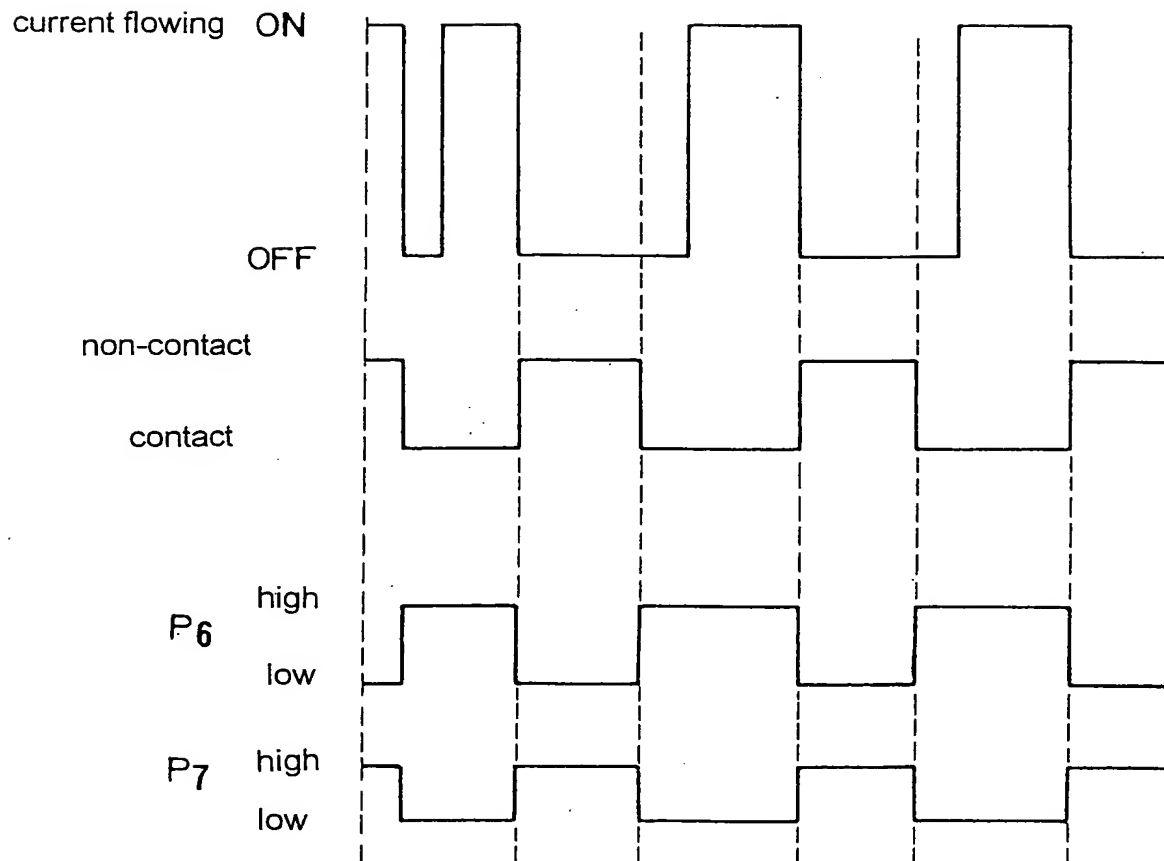 current flowing ON
OFF
non-contact
contact
high
P6
low
P7 high
low